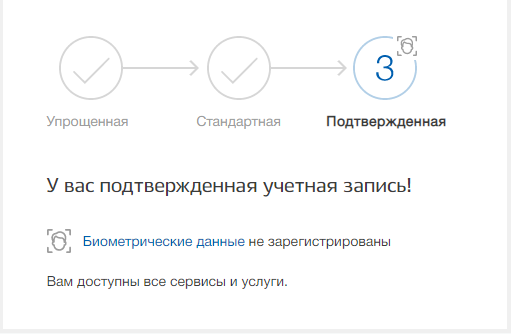 3
Упрощенная Стандартная Подтвержденная
У вас подтвержденная учетная запись!
Биометрические данные не зарегистрированы
Вам доступны все сервисы и услуги.